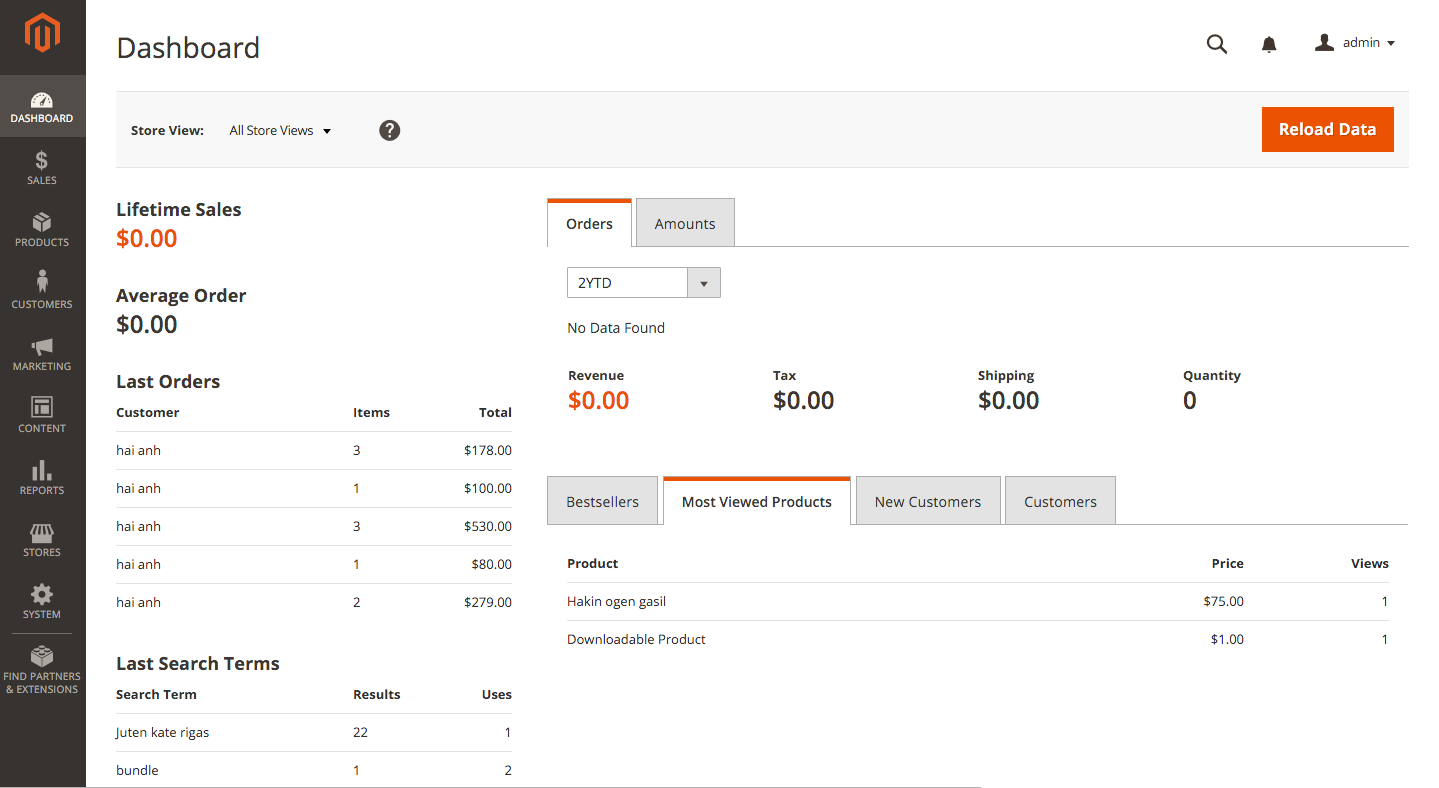 Dashboard
admin
DASHBOARD
SALES
PRODUCTS
CUSTOMERS
MARKETING
CONTENT
REPORTS
STORES
SYSTEM
FIND PARTNERS
& EXTENSIONS
Store View: All Store Views ?
Reload Data
Lifetime Sales
$0.00
Average Order
$0.00
Last Orders
Customer Items Total
hai anh 3 $178.00
hai anh 1 $100.00
hai anh 3 $530.00
hai anh 1 $80.00
hai anh 2 $279.00
Last Search Terms
Search Term Results Uses
Juten kate rigas 22 1
bundle 1 2
Orders Amounts
2YTD
No Data Found
Revenue Tax Shipping Quantity
$0.00 $0.00 $0.00 0
Bestsellers Most Viewed Products New Customers Customers
Product Price Views
Hakin ogen gasil $75.00 1
Downloadable Product $1.00 1